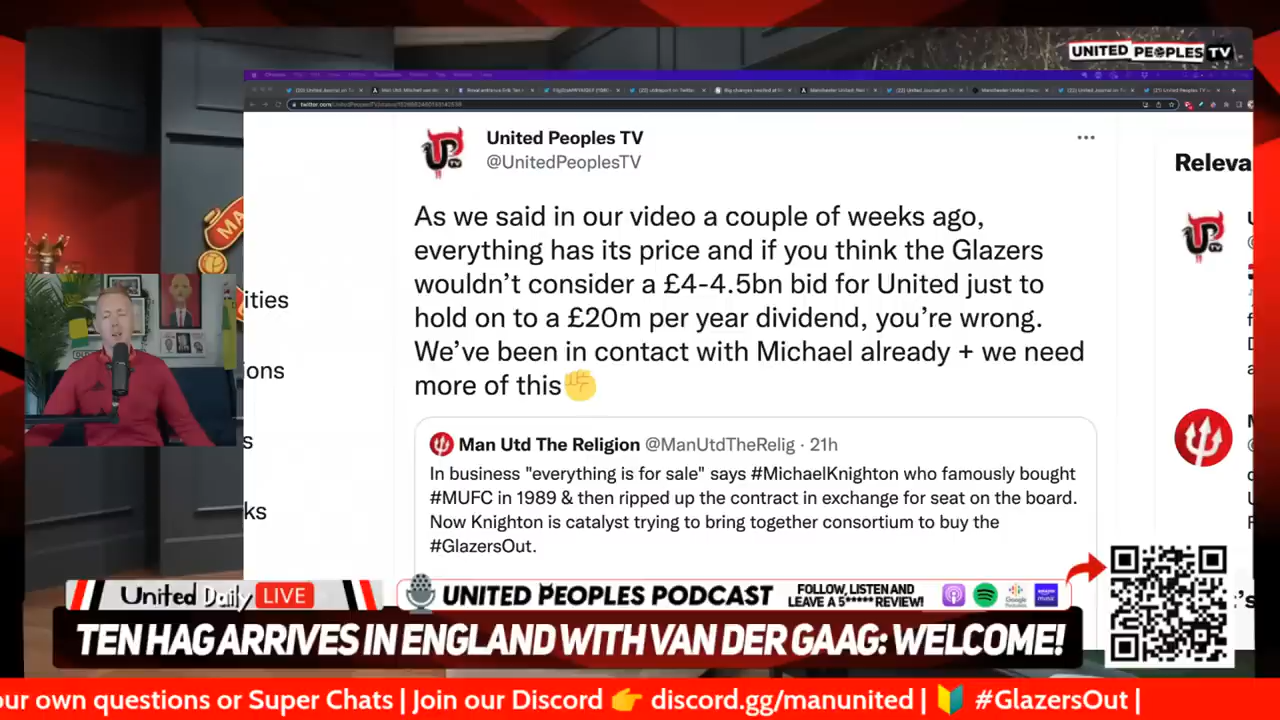 UNITED PEOPLES TV
United Peoples TV
@UnitedPeoplesTV
Releva
As we said in our video a couple of weeks ago,
everything has its price and if you think the Glazers
wouldn't consider a £4-4.5bn bid for United just to
hold on to a £20m per year dividend, you're wrong.
We've been in contact with Michael already + we need
more of this✊
ities
ions
s
ks
Man Utd The Religion @ManUtdTheRelig · 21h
In business "everything is for sale" says #MichaelKnighton who famously bought
#MUFC in 1989 & then ripped up the contract in exchange for seat on the board.
Now Knighton is catalyst trying to bring together consortium to buy the
#GlazersOut.
United Daily LIVE
UNITED PEOPLES PODCAST
FOLLOW, LISTEN AND
LEAVE A 5***** REVIEW!
TEN HAG ARRIVES IN ENGLAND WITH VAN DER GAAG: WELCOME!
our own questions or Super Chats | Join our Discord 👉 discord.gg/manunited | 🔰 #GlazersOut |